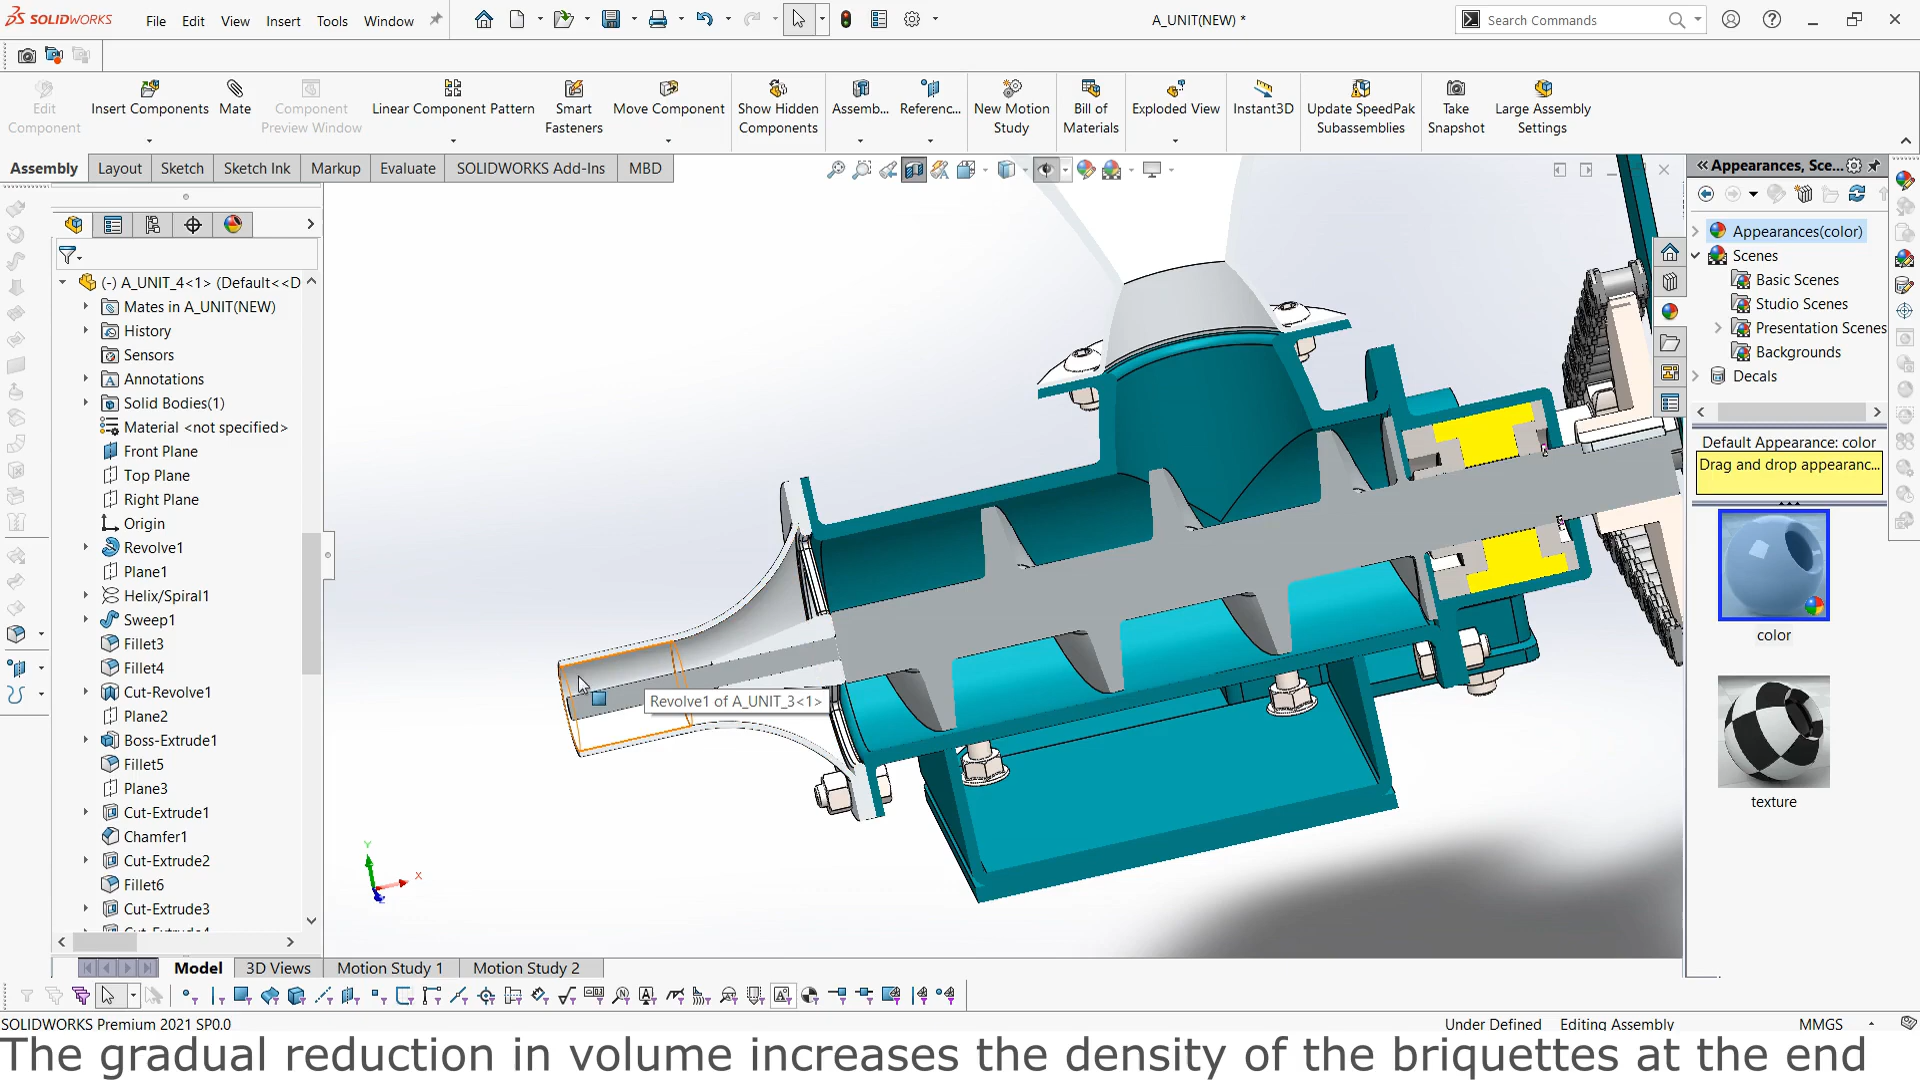 SOLIDWORKS
File Edit View Insert Tools Window
A_UNIT(NEW) *
Search Commands
Edit Component
Insert Components
Mate
Component Preview Window
Linear Component Pattern
Smart Fasteners
Move Component
Show Hidden Components
Assemb...
Referenc...
New Motion Study
Bill of Materials
Exploded View
Instant3D
Update SpeedPak Subassemblies
Take Snapshot
Large Assembly Settings
Assembly Layout Sketch Sketch Ink Markup Evaluate SOLIDWORKS Add-Ins MBD
(-) A_UNIT_4<1> (Default<<D
Mates in A_UNIT(NEW)
History
Sensors
Annotations
Solid Bodies(1)
Material <not specified>
Front Plane
Top Plane
Right Plane
Origin
Revolve1
Plane1
Helix/Spiral1
Sweep1
Fillet3
Fillet4
Cut-Revolve1
Plane2
Boss-Extrude1
Fillet5
Plane3
Cut-Extrude1
Chamfer1
Cut-Extrude2
Fillet6
Cut-Extrude3
Revolve1 of A_UNIT_3<1>
Y
X
Appearances, Sce...
Appearances(color)
Scenes
Basic Scenes
Studio Scenes
Presentation Scenes
Backgrounds
Decals
Default Appearance: color
Drag and drop appearanc...
color
texture
Model 3D Views Motion Study 1 Motion Study 2
SOLIDWORKS Premium 2021 SP0.0
Under Defined Editing Assembly MMGS
The gradual reduction in volume increases the density of the briquettes at the end